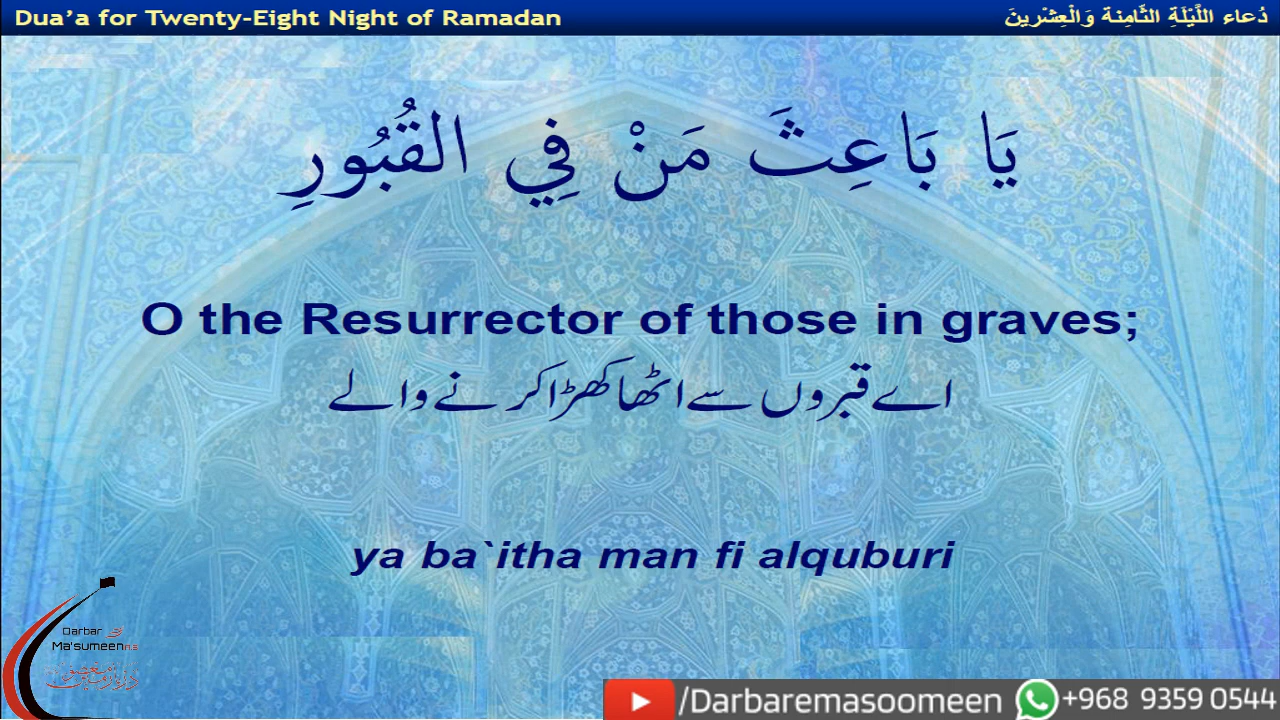 Dua’a for Twenty-Eight Night of Ramadan
دُعاء اللَّيْلَةِ الثَّامِنة وَالْعِشْرينَ
يَا بَاعِثَ مَنْ فِي القُبُورِ
O the Resurrector of those in graves;
اے قبروں سے اٹھا کھڑا کرنے والے
ya ba`itha man fi alquburi
Darbar
Ma'sumeen A.S
/Darbaremasoomeen +968 9359 0544